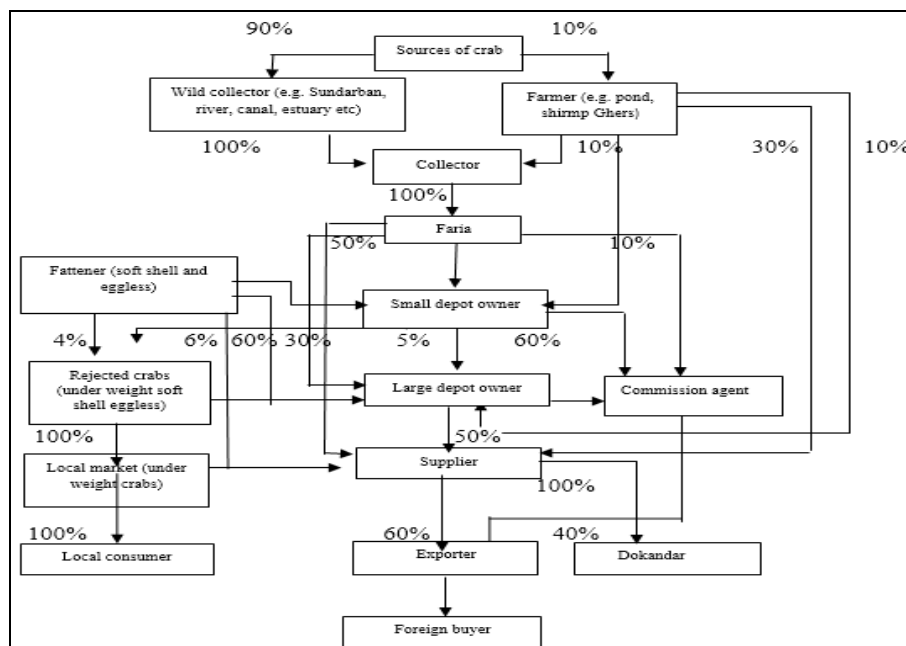 90%
10%
Sources of crab
Wild collector (e.g. Sundarban,
river, canal, estuary etc)
Farmer (e.g. pond,
shirmp Ghers)
100%
10%
30%
10%
Collector
100%
Faria
50%
10%
Fattener (soft shell and
eggless)
Small depot owner
4%
6%
60%
30%
5%
60%
Rejected crabs
(under weight soft
shell eggless)
Large depot owner
Commission agent
100%
50%
Local market (under
weight crabs)
Supplier
100%
100%
60%
40%
Local consumer
Exporter
Dokandar
Foreign buyer